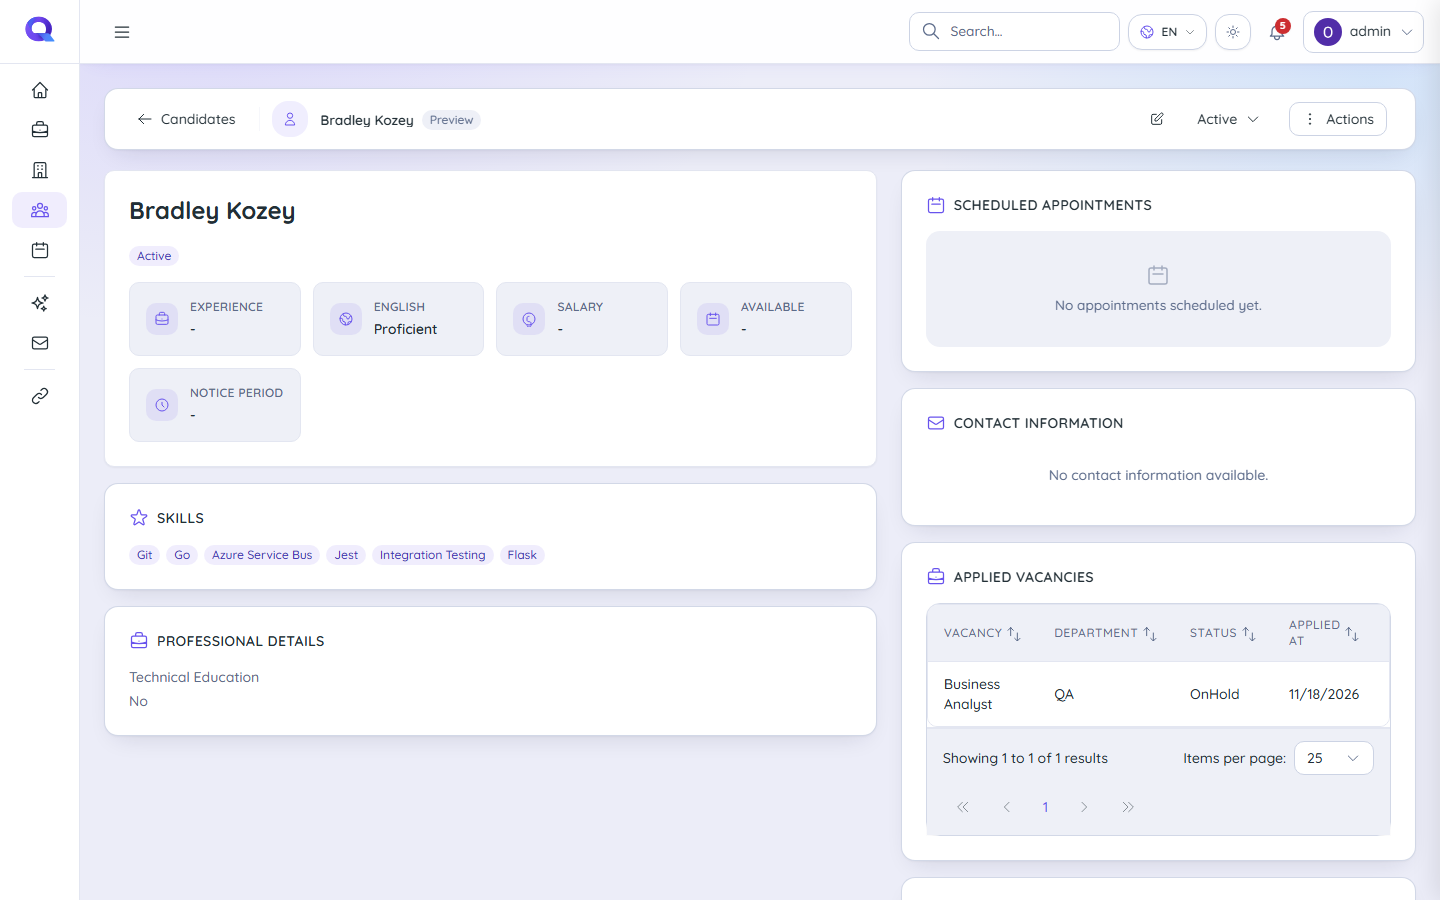 Search...
EN
5
O
admin
Candidates
Bradley Kozey
Preview
Active
Actions
Bradley Kozey
Active
EXPERIENCE
-
ENGLISH
Proficient
SALARY
-
AVAILABLE
-
NOTICE PERIOD
-
SKILLS
Git
Go
Azure Service Bus
Jest
Integration Testing
Flask
PROFESSIONAL DETAILS
Technical Education
No
SCHEDULED APPOINTMENTS
No appointments scheduled yet.
CONTACT INFORMATION
No contact information available.
APPLIED VACANCIES
VACANCY
DEPARTMENT
STATUS
APPLIED
AT
Business
Analyst
QA
OnHold
11/18/2026
Showing 1 to 1 of 1 results
Items per page:
25
1